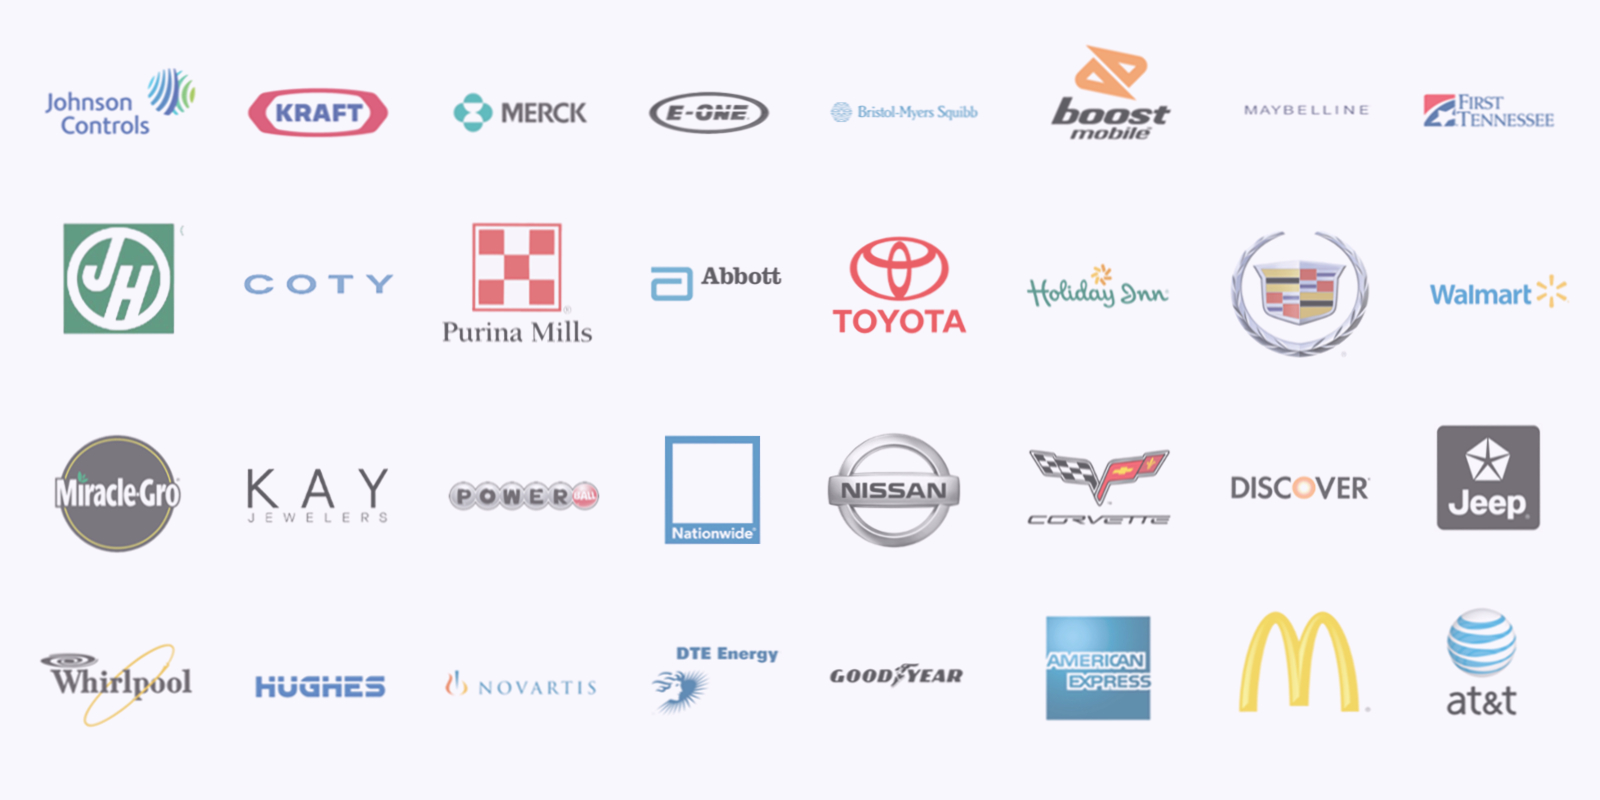 Johnson
Controls
KRAFT
MERCK
E-ONE
Bristol-Myers Squibb
boost
mobile®
MAYBELLINE
FIRST
TENNESSEE
JH
COTY
Purina Mills
®
Abbott
TOYOTA
Holiday Inn
Walmart
Miracle-Gro
KAY
JEWELERS
POWERBALL
Nationwide®
NISSAN
CORVETTE
DISCOVER
Jeep®
Whirlpool
HUGHES
NOVARTIS
DTE Energy
GOODYEAR
AMERICAN
EXPRESS
M
®
at&t